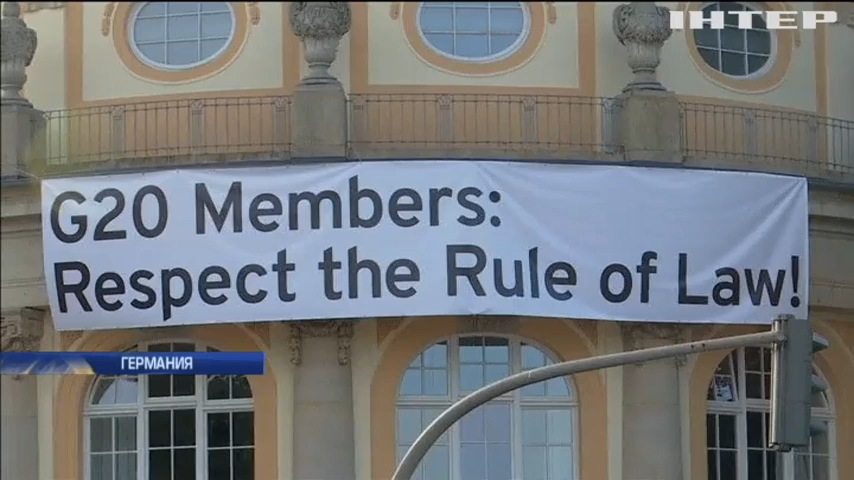 ІНТЕР
G20 Members:
Respect the Rule of Law!
ГЕРМАНИЯ